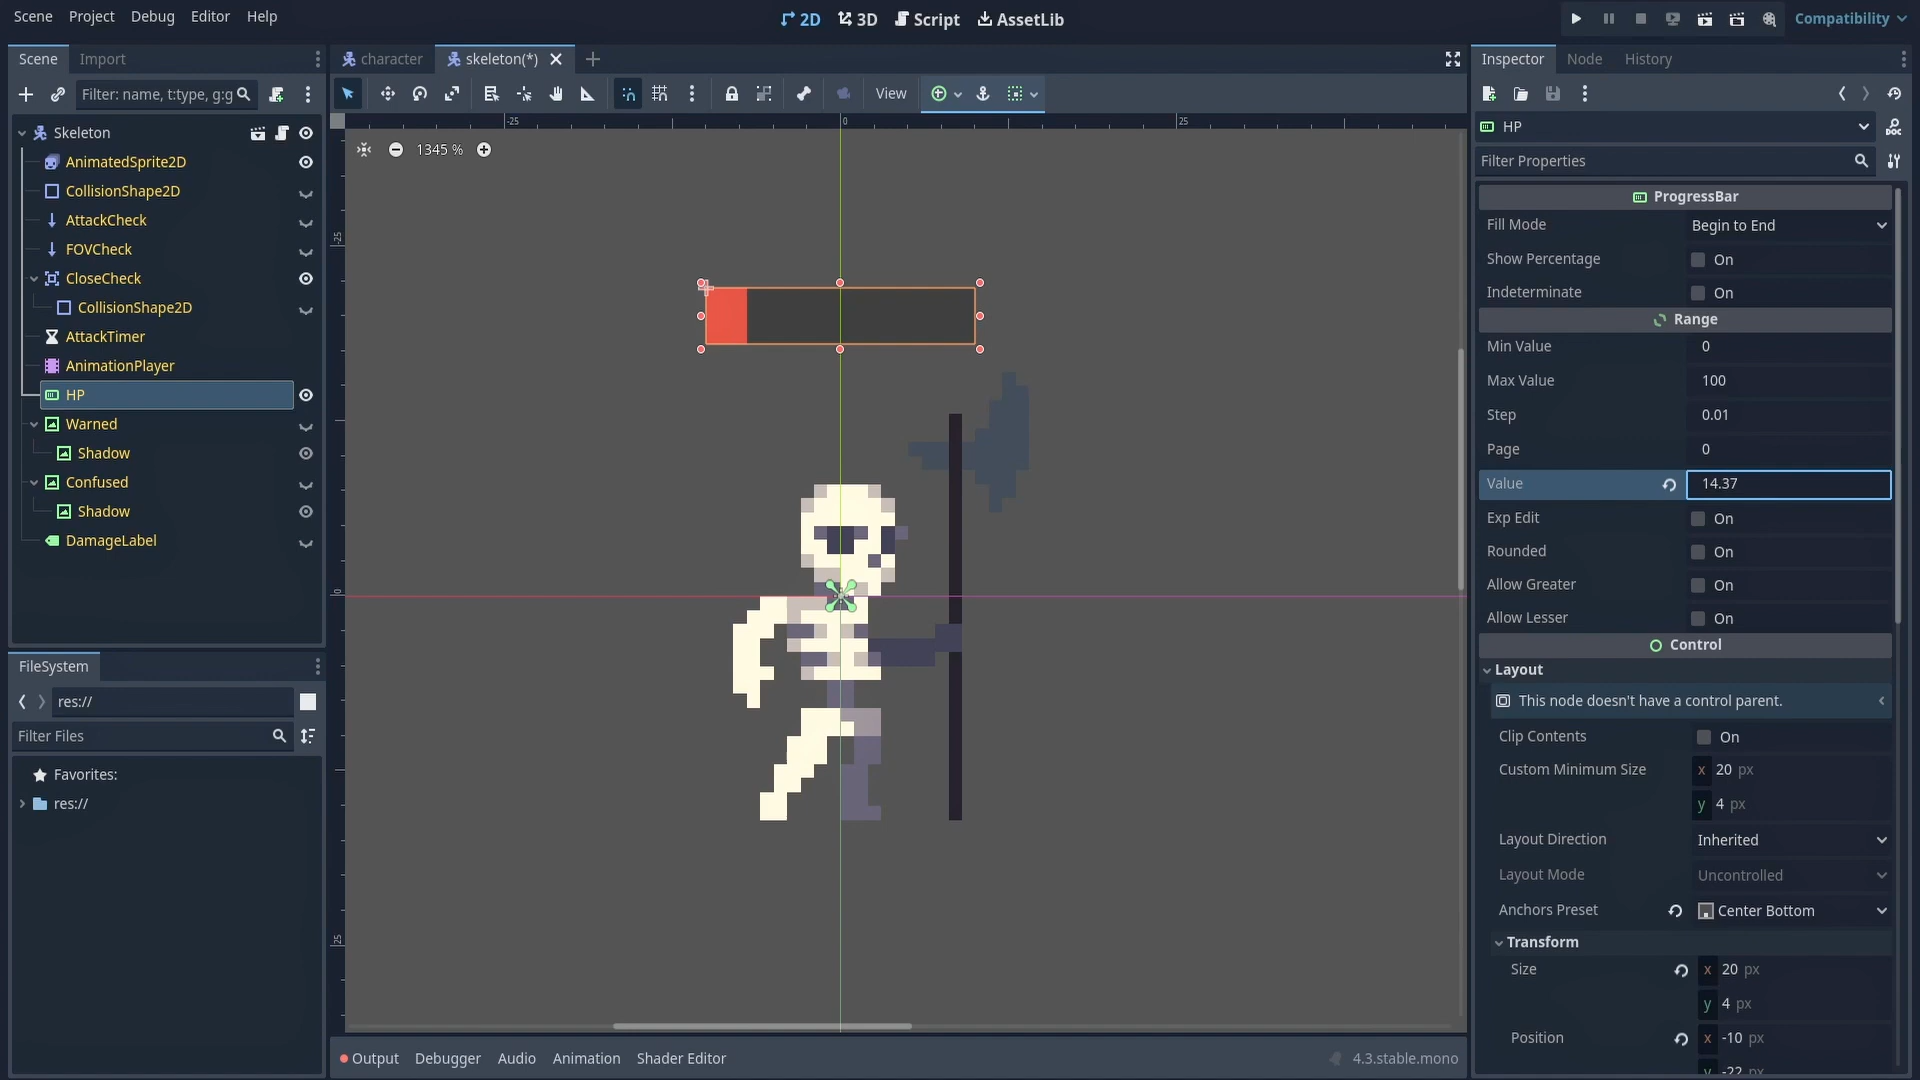 Scene Project Debug Editor Help
2D 3D Script AssetLib
Compatibility
Scene Import
Filter: name, t:type, g:g
Skeleton
AnimatedSprite2D
CollisionShape2D
AttackCheck
FOVCheck
CloseCheck
CollisionShape2D
AttackTimer
AnimationPlayer
HP
Warned
Shadow
Confused
Shadow
DamageLabel
FileSystem
res://
Filter Files
Favorites:
res://
character skeleton(*)
View
-25 0 25
1345 %
-25
0
25
Output Debugger Audio Animation Shader Editor
4.3.stable.mono
Inspector Node History
HP
DOC
Filter Properties
ProgressBar
Fill Mode Begin to End
Show Percentage On
Indeterminate On
Range
Min Value 0
Max Value 100
Step 0.01
Page 0
Value 14.37
Exp Edit On
Rounded On
Allow Greater On
Allow Lesser On
Control
Layout
This node doesn't have a control parent.
Clip Contents On
Custom Minimum Size x 20 px
y 4 px
Layout Direction Inherited
Layout Mode Uncontrolled
Anchors Preset Center Bottom
Transform
Size x 20 px
y 4 px
Position x -10 px
y -22 px